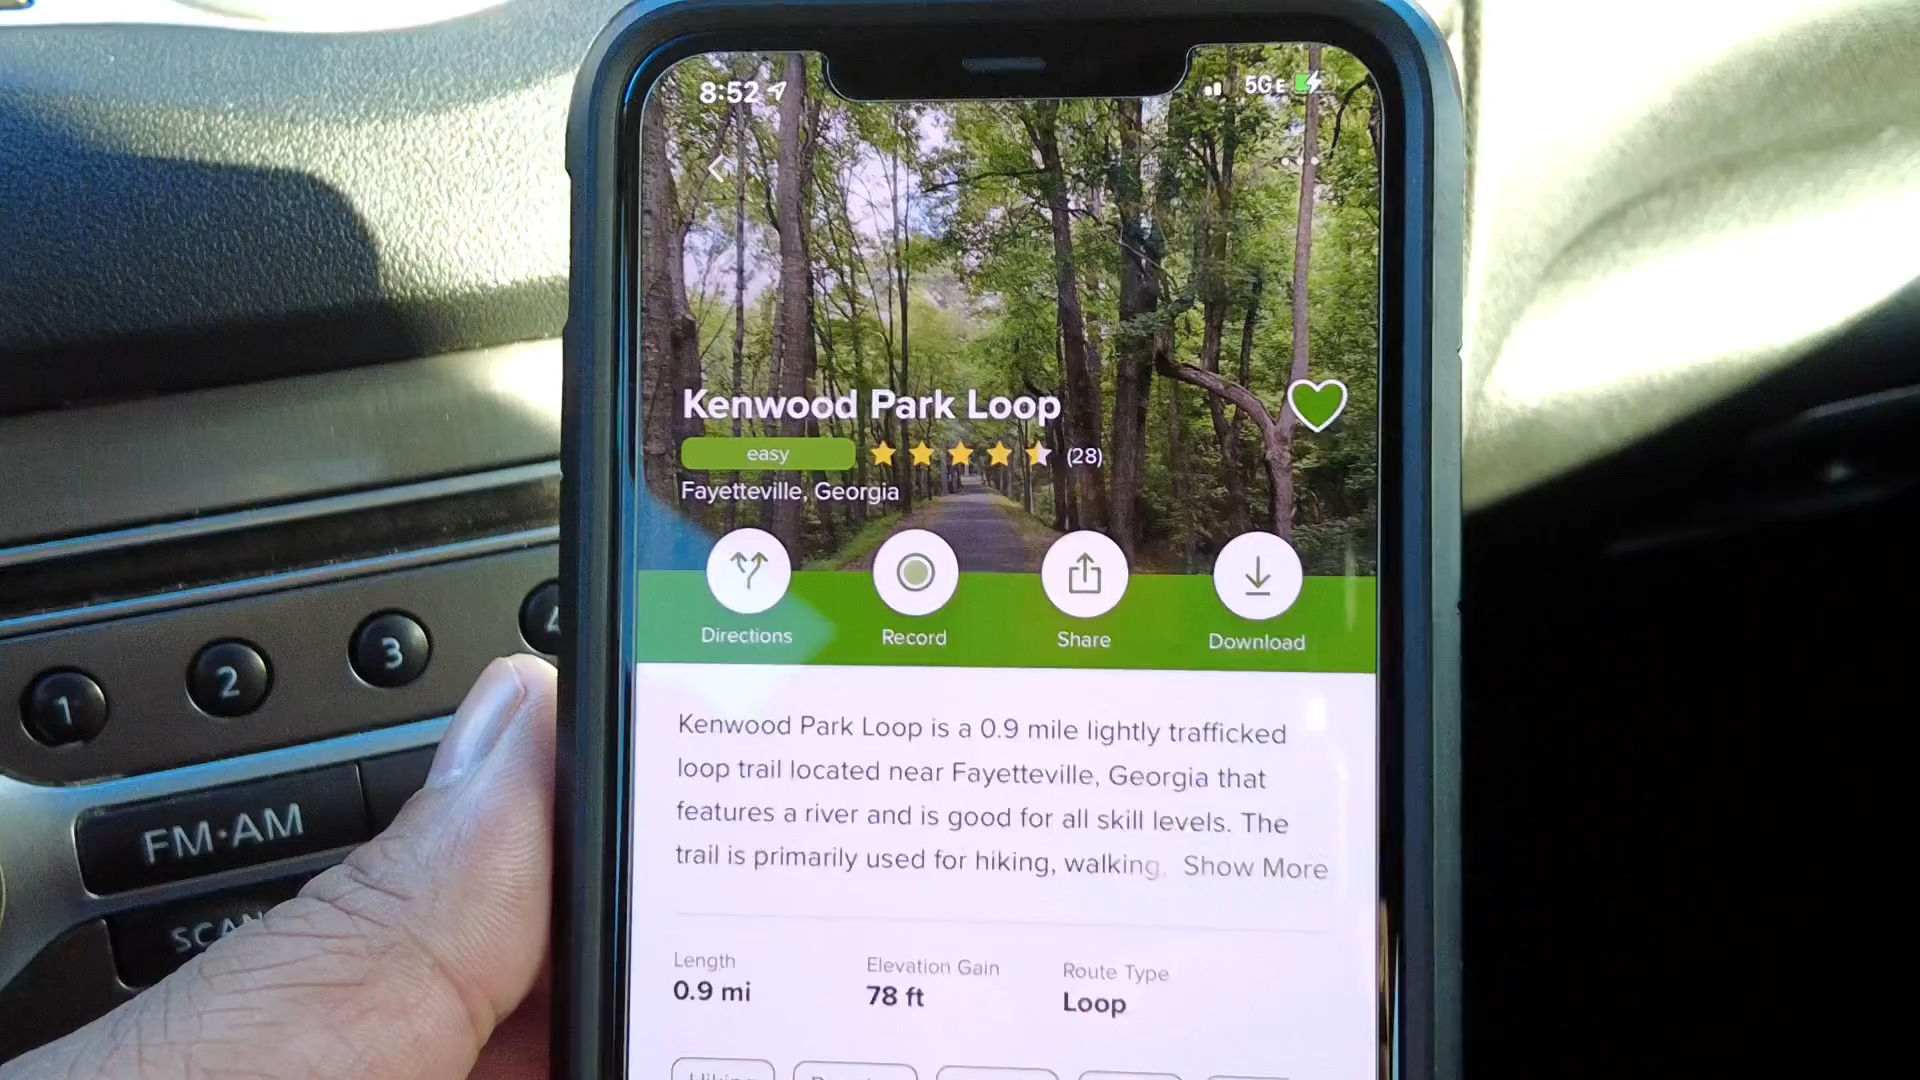 8:52
5GE
Kenwood Park Loop
easy
(28)
Fayetteville, Georgia
Directions
Record
Share
Download
Kenwood Park Loop is a 0.9 mile lightly trafficked
loop trail located near Fayetteville, Georgia that
features a river and is good for all skill levels. The
trail is primarily used for hiking, walking, Show More
Length
0.9 mi
Elevation Gain
78 ft
Route Type
Loop
Hiking
1
2
3
4
FM·AM
SCAN